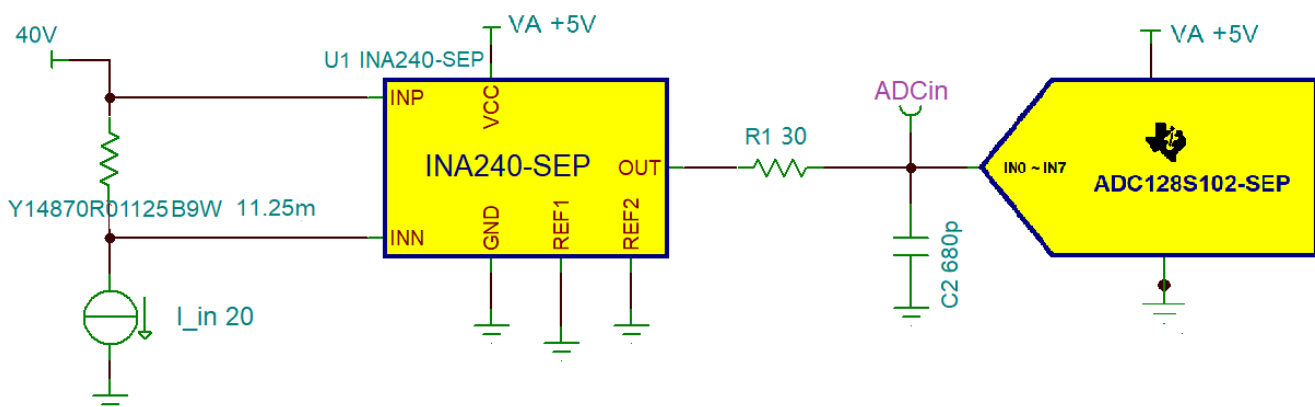 40V
VA +5V
VA +5V
U1 INA240-SEP
INP
VCC
ADCin
R1 30
INA240-SEP
OUT
IN0 ~ IN7
ADC128S102-SEP
Y14870R01125B9W 11.25m
INN
GND
REF1
REF2
C2 680p
I_in 20